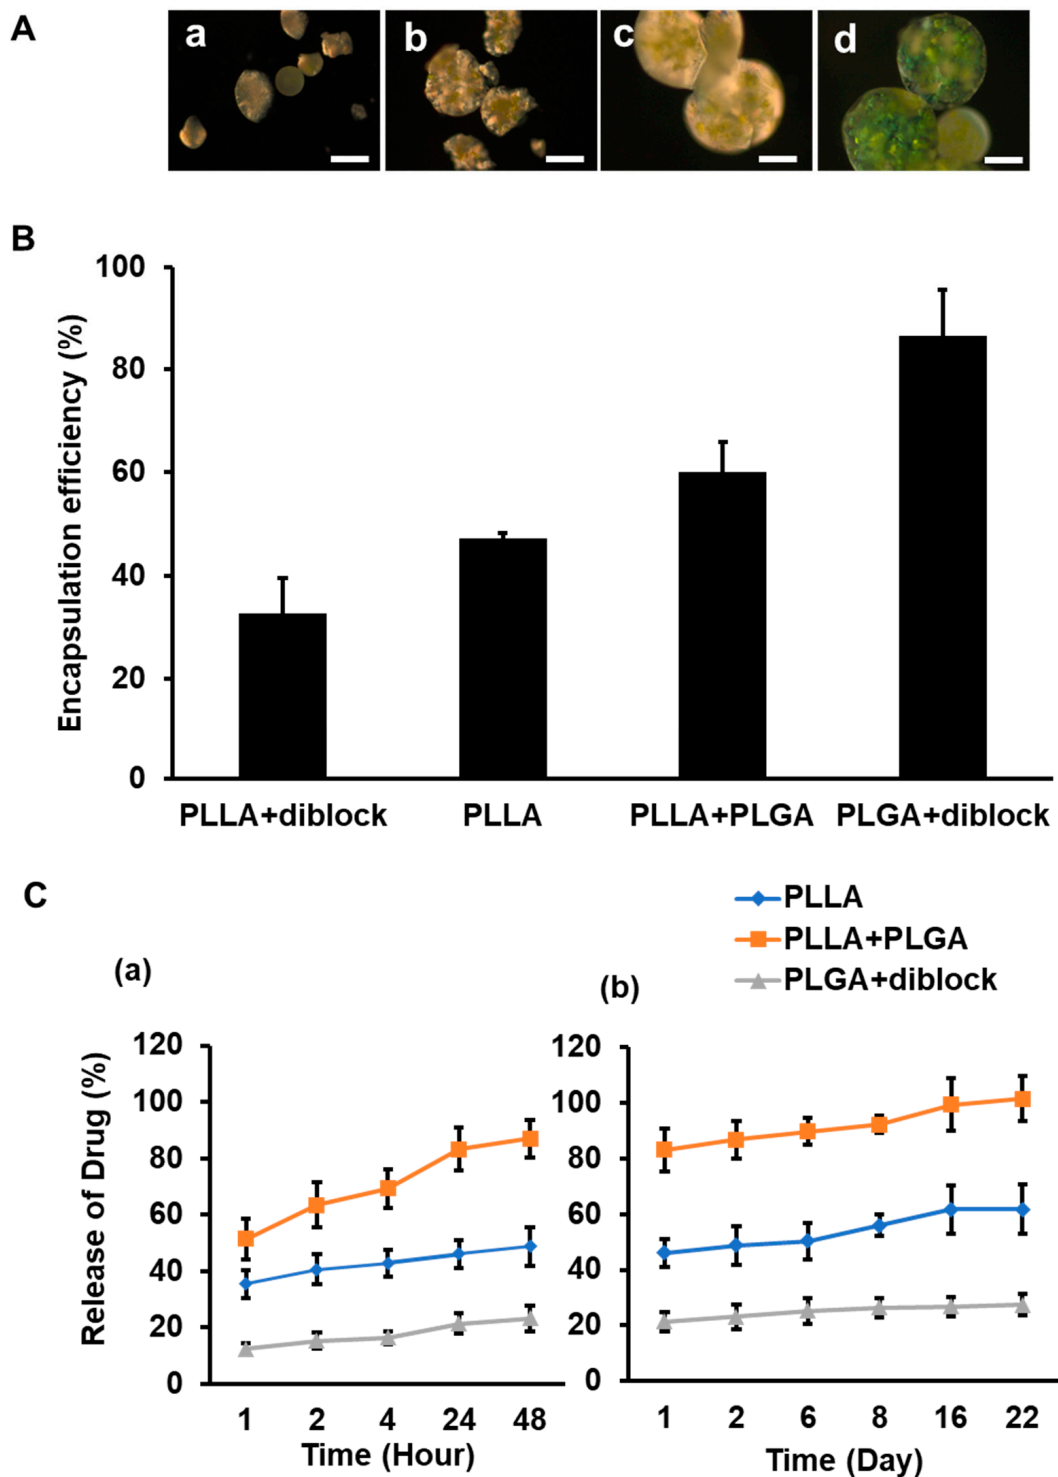 A
a
b
c
d
B
Encapsulation efficiency (%)
100
80
60
40
20
0
PLLA+diblock
PLLA
PLLA+PLGA
PLGA+diblock
C
PLLA
PLLA+PLGA
PLGA+diblock
(a)
Release of Drug (%)
120
100
80
60
40
20
0
1 2 4 24 48
Time (Hour)
(b)
120
100
80
60
40
20
0
1 2 6 8 16 22
Time (Day)